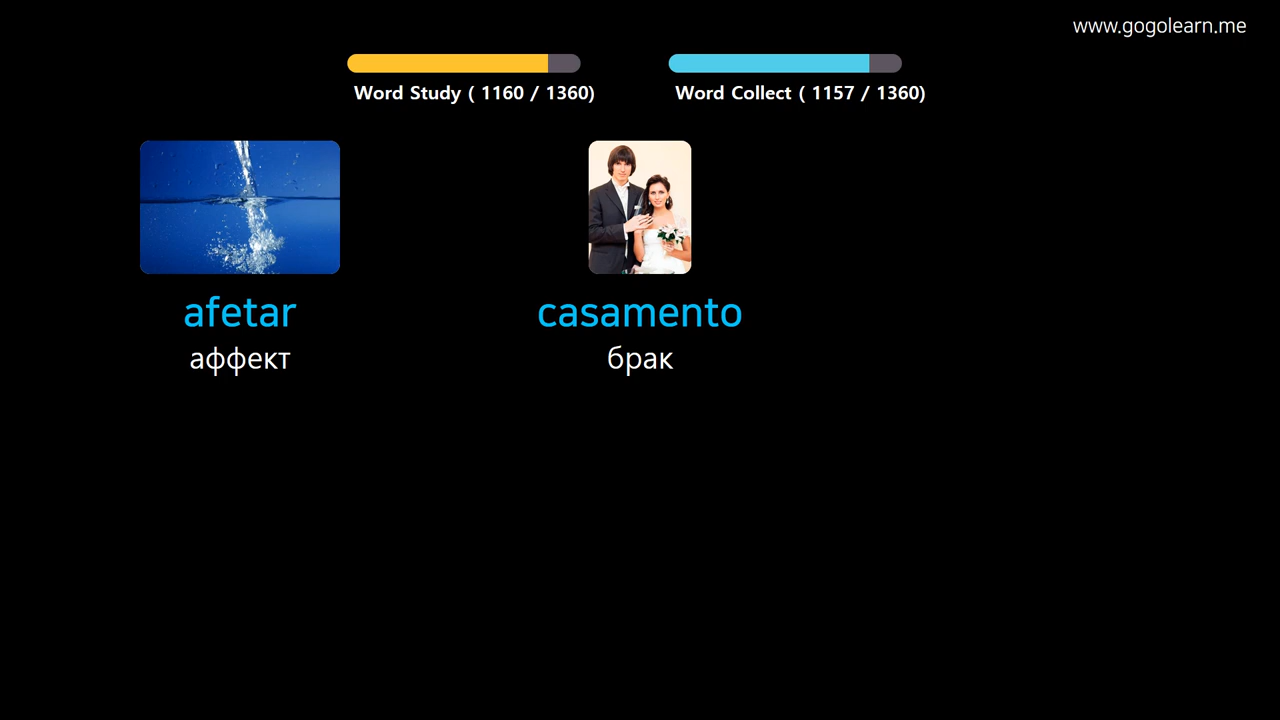 www.gogolearn.me
Word Study ( 1160 / 1360)
Word Collect ( 1157 / 1360)
afetar
аффект
casamento
брак